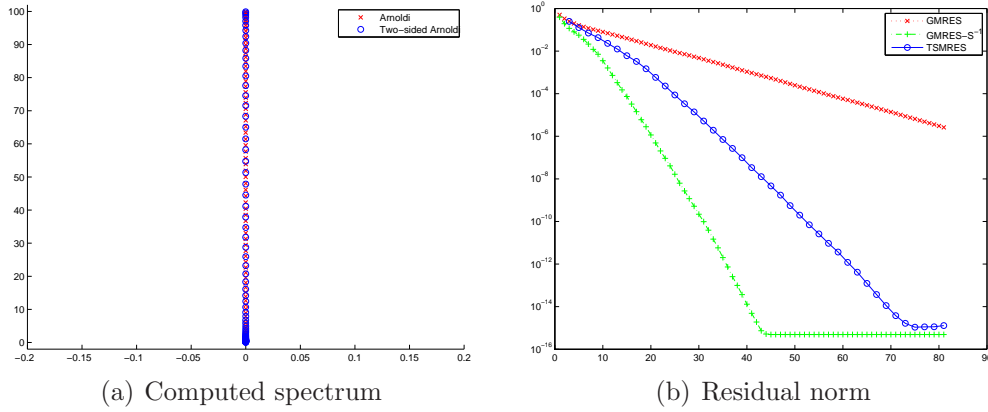 100
90
80
70
60
50
40
30
20
10
0
−0.2 −0.15 −0.1 −0.05 0 0.05 0.1 0.15 0.2
Arnoldi
Two-sided Arnold
(a) Computed spectrum
10^0
10^−2
10^−4
10^−6
10^−8
10^−10
10^−12
10^−14
10^−16
0 10 20 30 40 50 60 70 80 90
GMRES
GMRES−S^−1
TSMRES
(b) Residual norm